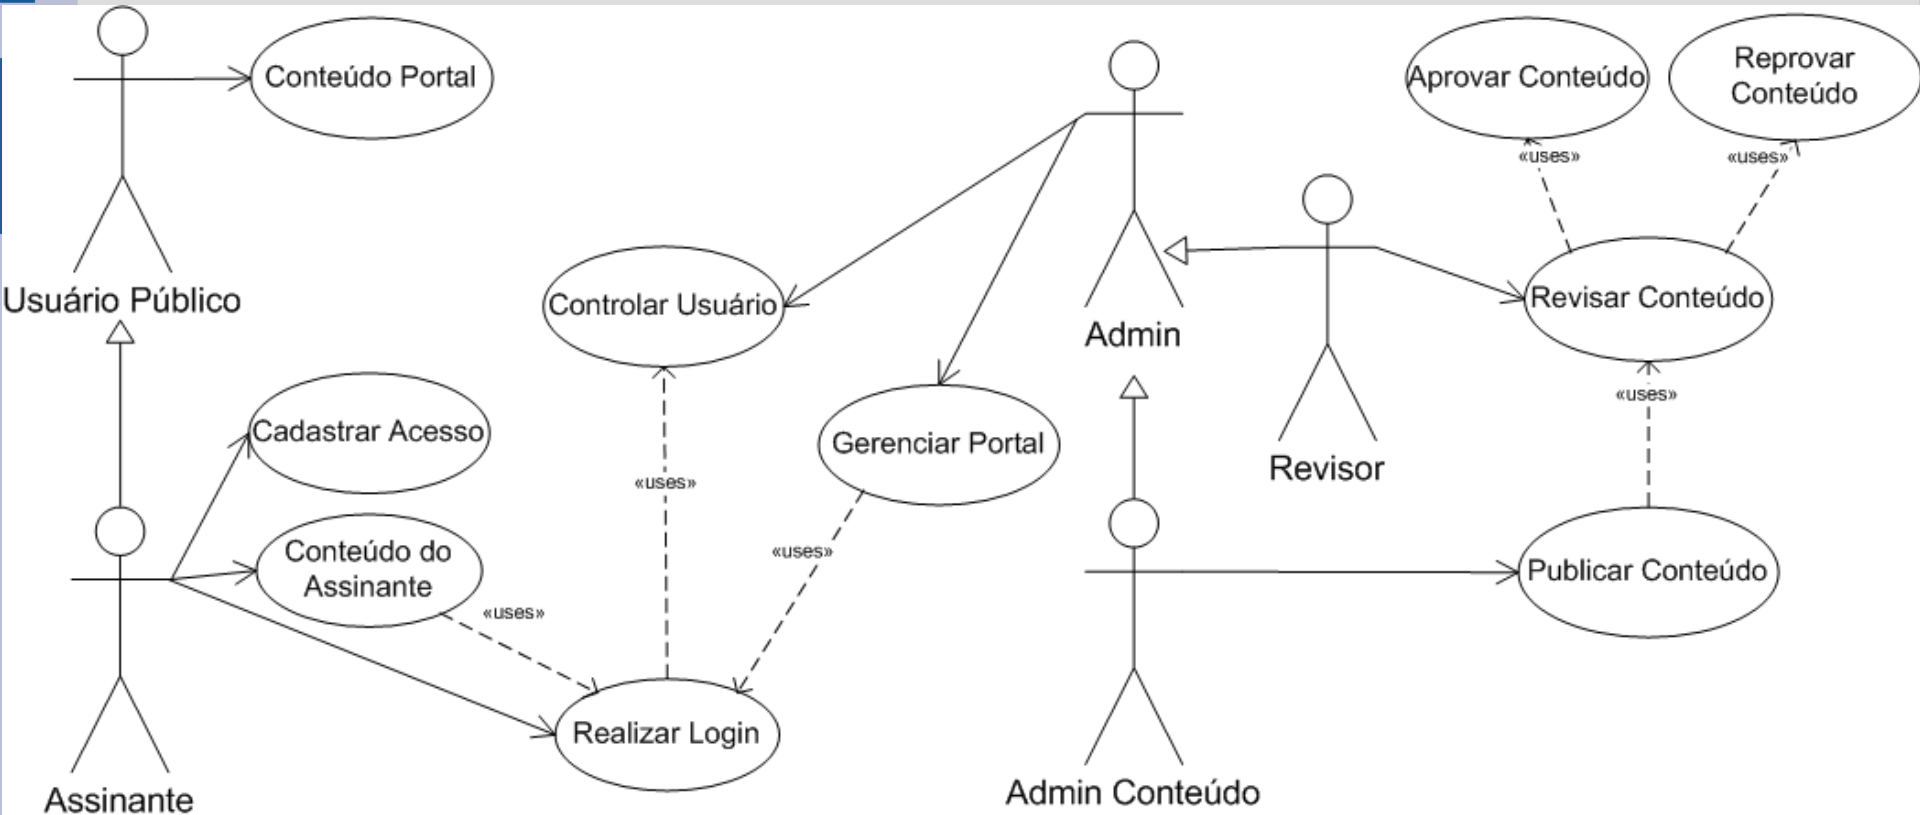 Conteúdo Portal
Usuário Público
Cadastrar Acesso
Conteúdo do
Assinante
«uses»
Assinante
Controlar Usuário
«uses»
Realizar Login
Gerenciar Portal
«uses»
Admin
Revisor
Admin Conteúdo
Aprovar Conteúdo
Reprovar
Conteúdo
«uses»
«uses»
Revisar Conteúdo
«uses»
Publicar Conteúdo